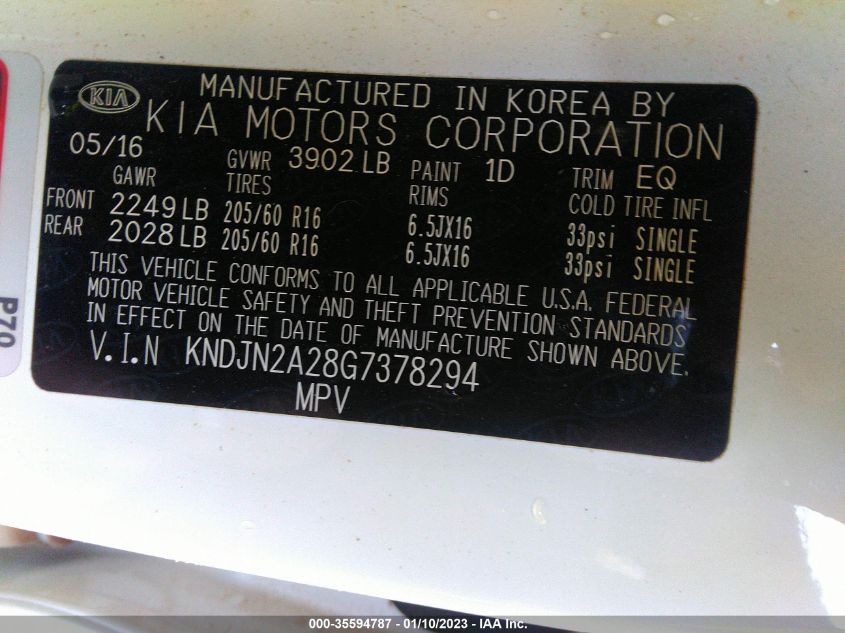 KIA
MANUFACTURED IN KOREA BY
KIA MOTORS CORPORATION
05/16 GVWR 3902 LB PAINT 1D TRIM EQ
GAWR TIRES RIMS COLD TIRE INFL
FRONT 2249 LB 205/60 R16 6.5JX16 33psi SINGLE
REAR 2028 LB 205/60 R16 6.5JX16 33psi SINGLE
THIS VEHICLE CONFORMS TO ALL APPLICABLE U.S.A. FEDERAL
MOTOR VEHICLE SAFETY AND THEFT PREVENTION STANDARDS
IN EFFECT ON THE DATE OF MANUFACTURE SHOWN ABOVE.
V.I.N KNDJN2A28G7378294
MPV
P70
000-35594787 - 01/10/2023 - IAA Inc.